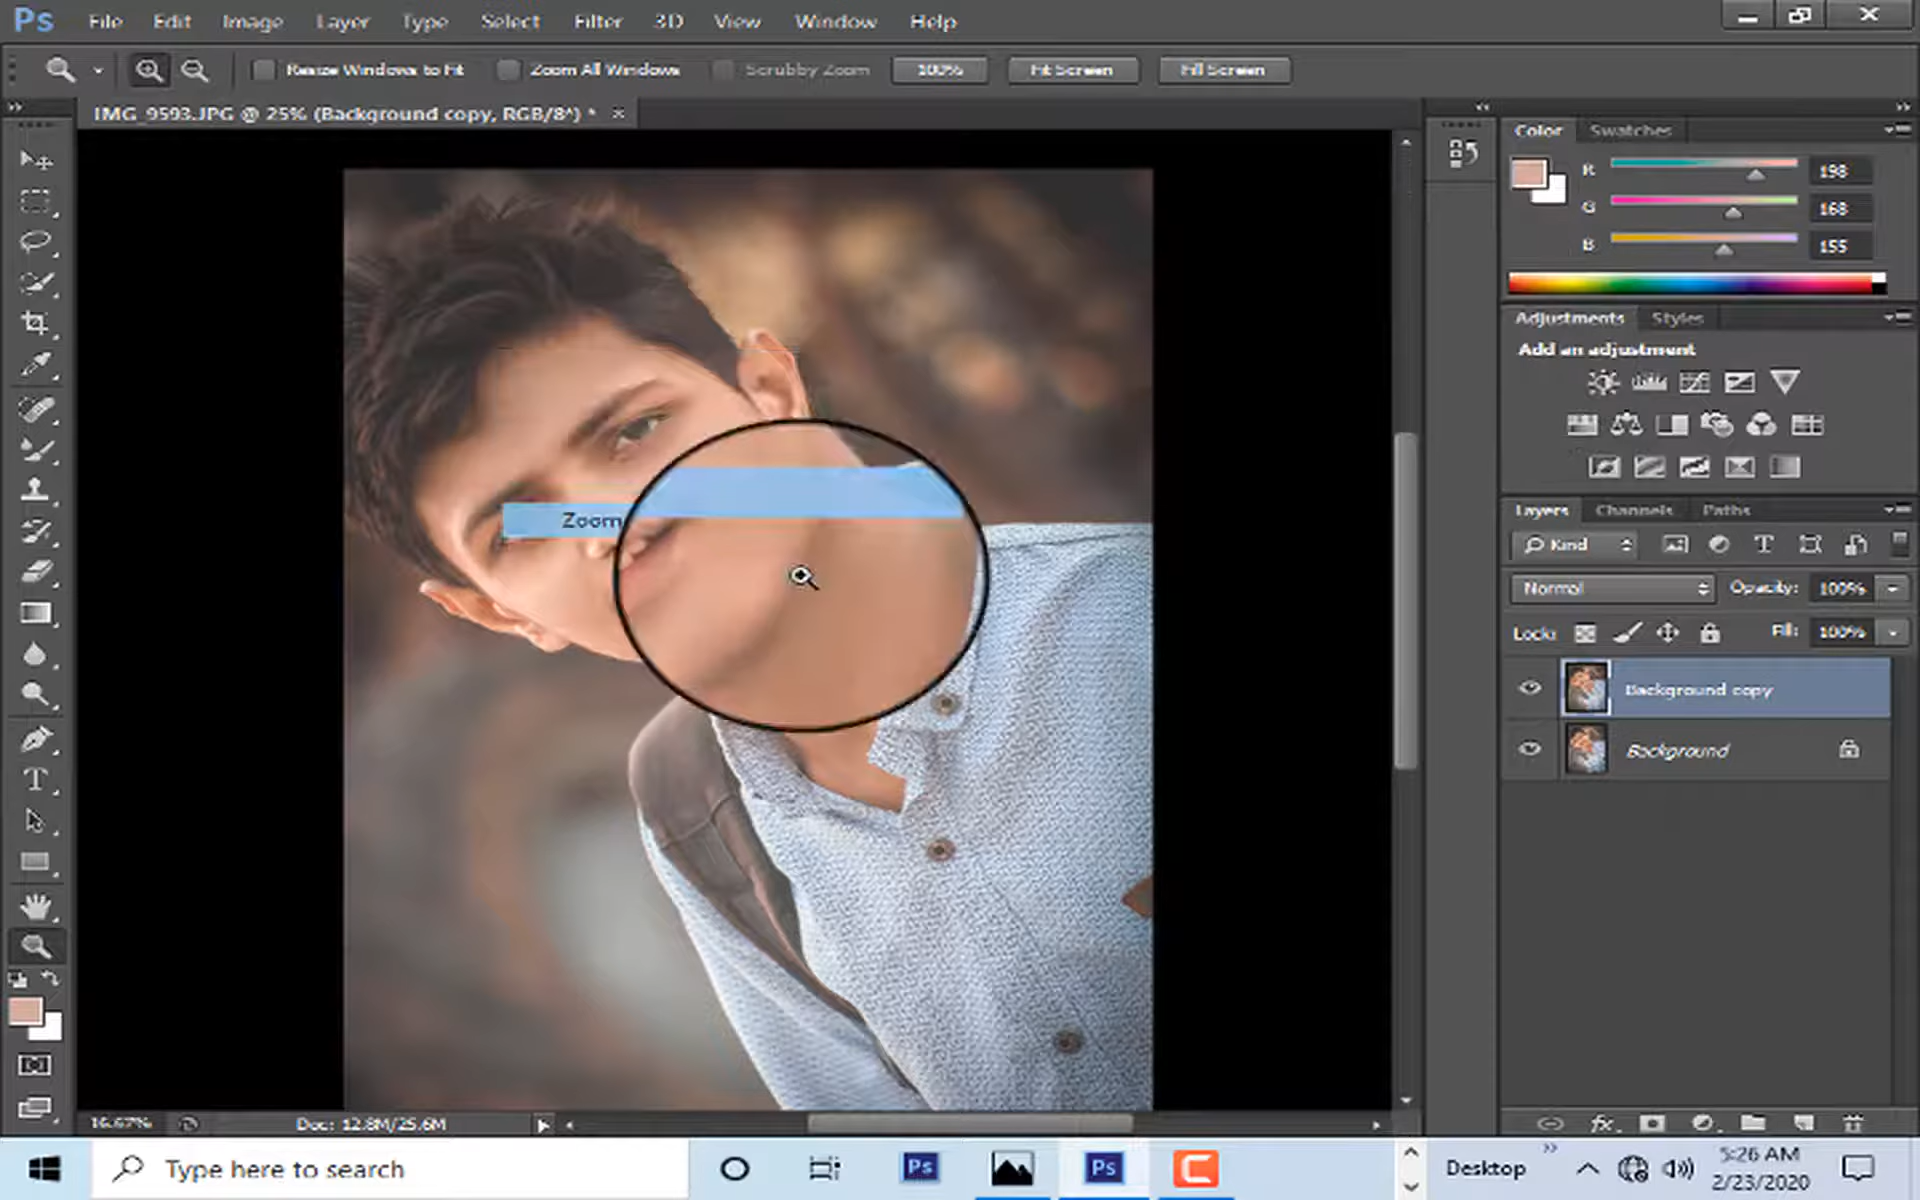 Ps File Edit Image Layer Type Select Filter 3D View Window Help
Resize Windows to Fit Zoom All Windows Scrubby Zoom 100% Fit Screen Fill Screen
IMG_9593.JPG @ 25% (Background copy, RGB/8*) * ×
Color Swatches
R 198
G 168
B 155
Adjustments Styles
Add an adjustment
Layers Channels Paths
Kind
Normal Opacity: 100%
Lock: Fill: 100%
Background copy
Background
Zoom
16.67% Doc: 12.8M/25.6M
Type here to search
Ps
Ps
Desktop
5:26 AM
2/23/2020